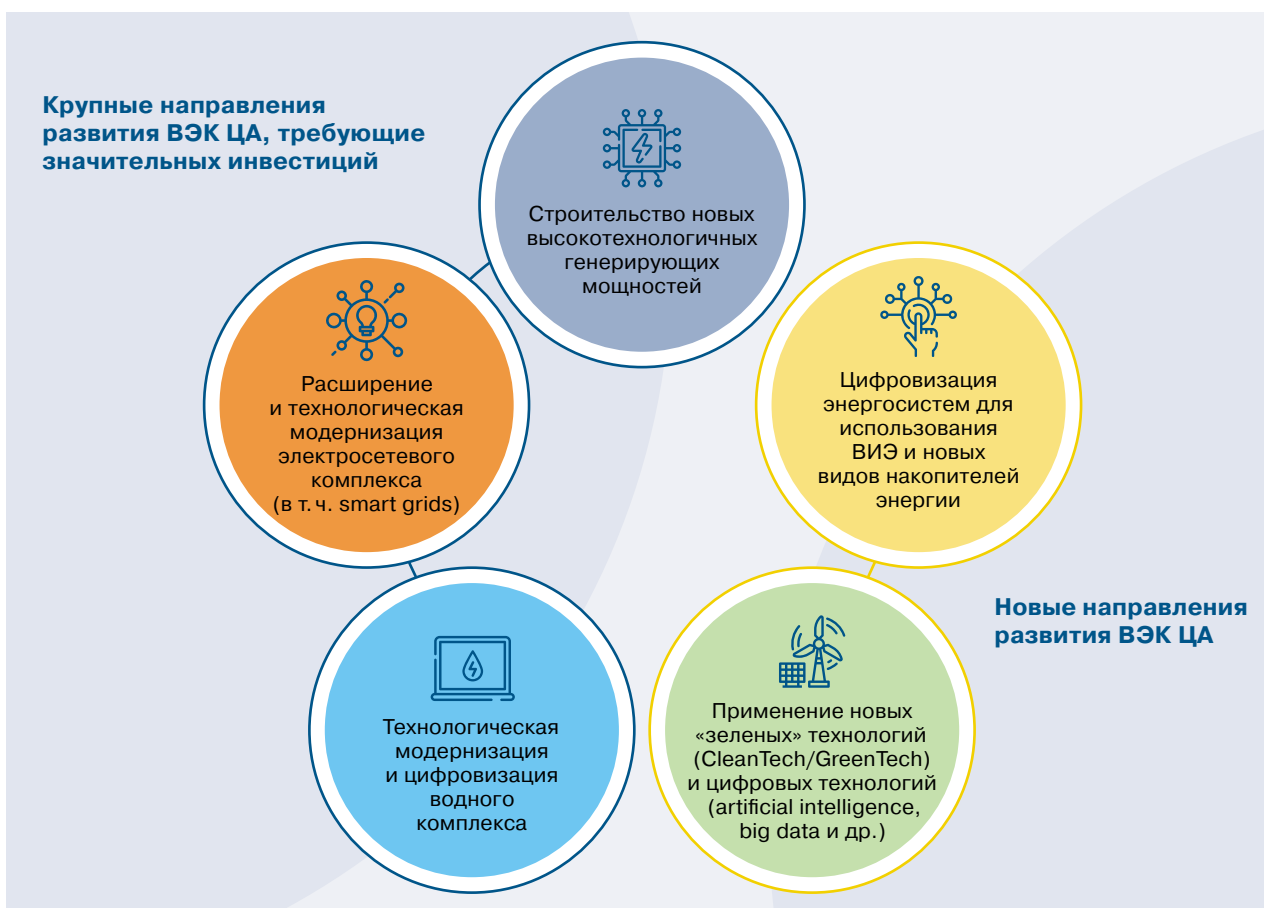 Крупные направления
развития ВЭК ЦА, требующие
значительных инвестиций
Строительство новых
высокотехнологичных
генерирующих
мощностей
Расширение
и технологическая
модернизация
электросетевого
комплекса
(в т. ч. smart grids)
Цифровизация
энергосистем для
использования
ВИЭ и новых
видов накопителей
энергии
Технологическая
модернизация
и цифровизация
водного
комплекса
Применение новых
«зеленых» технологий
(CleanTech/GreenTech)
и цифровых технологий
(artificial intelligence,
big data и др.)
Новые направления
развития ВЭК ЦА